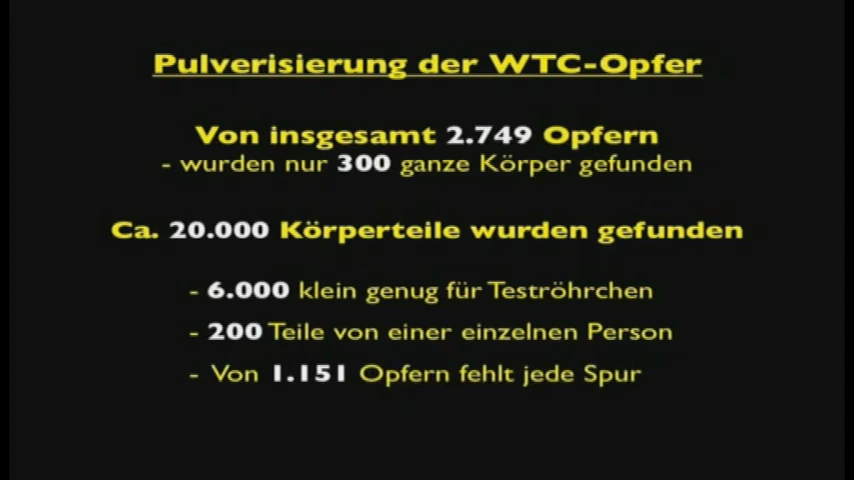 Pulverisierung der WTC-Opfer
Von insgesamt 2.749 Opfern
- wurden nur 300 ganze Körper gefunden
Ca. 20.000 Körperteile wurden gefunden
- 6.000 klein genug für Teströhrchen
- 200 Teile von einer einzelnen Person
- Von 1.151 Opfern fehlt jede Spur